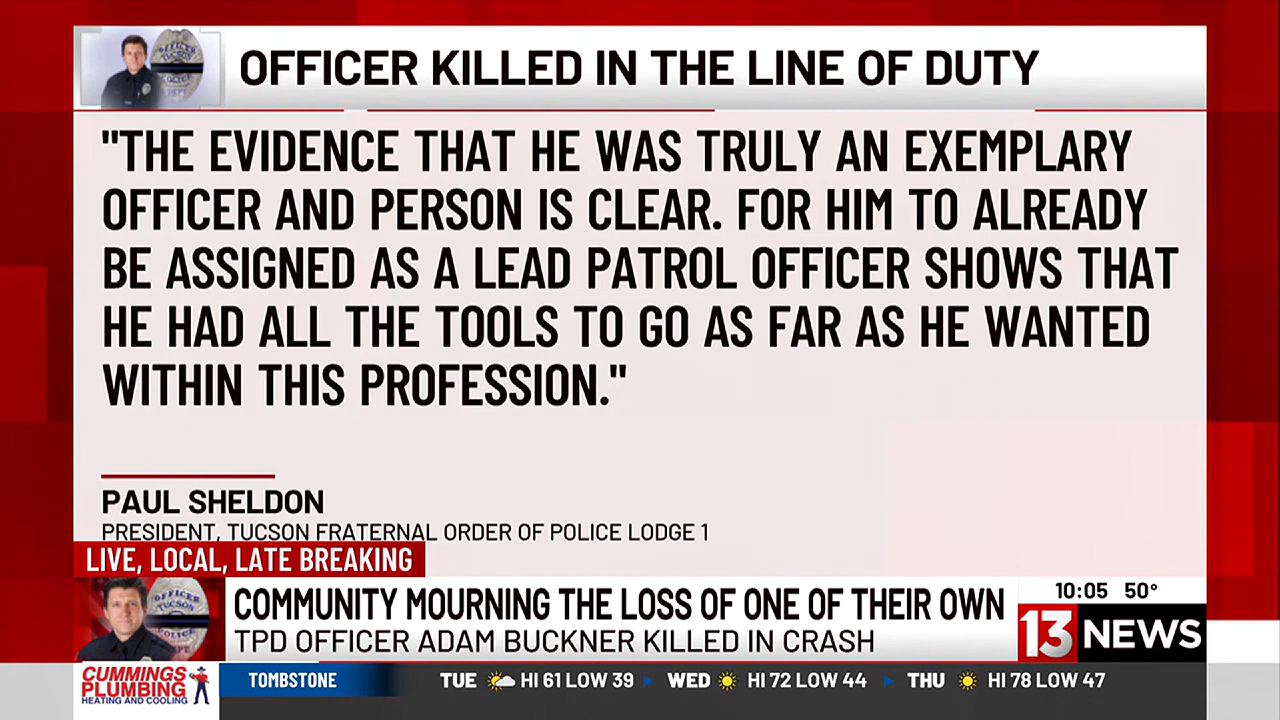 OFFICER KILLED IN THE LINE OF DUTY
"THE EVIDENCE THAT HE WAS TRULY AN EXEMPLARY
OFFICER AND PERSON IS CLEAR. FOR HIM TO ALREADY
BE ASSIGNED AS A LEAD PATROL OFFICER SHOWS THAT
HE HAD ALL THE TOOLS TO GO AS FAR AS HE WANTED
WITHIN THIS PROFESSION."
PAUL SHELDON
PRESIDENT, TUCSON FRATERNAL ORDER OF POLICE LODGE 1
LIVE, LOCAL, LATE BREAKING
OFFICER
TUCSON
POLICE
COMMUNITY MOURNING THE LOSS OF ONE OF THEIR OWN
TPD OFFICER ADAM BUCKNER KILLED IN CRASH
10:05 50°
13 NEWS
CUMMINGS
PLUMBING
HEATING AND COOLING
TOMBSTONE TUE HI 61 LOW 39 WED HI 72 LOW 44 THU HI 78 LOW 47